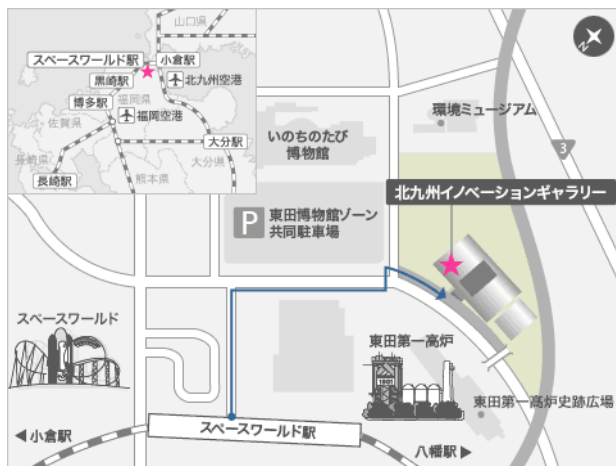 山口県
スペースワールド駅
小倉駅
黒崎駅
北九州空港
博多駅
福岡県
福岡空港
佐賀県
大分駅
長崎県
大分県
長崎駅
熊本県
N
環境ミュージアム
いのちのたび
博物館
3
北九州イノベーションギャラリー
P
東田博物館ゾーン
共同駐車場
スペースワールド
東田第一高炉
1901
東田第一高炉史跡広場
スペースワールド駅
◀小倉駅
八幡駅▶